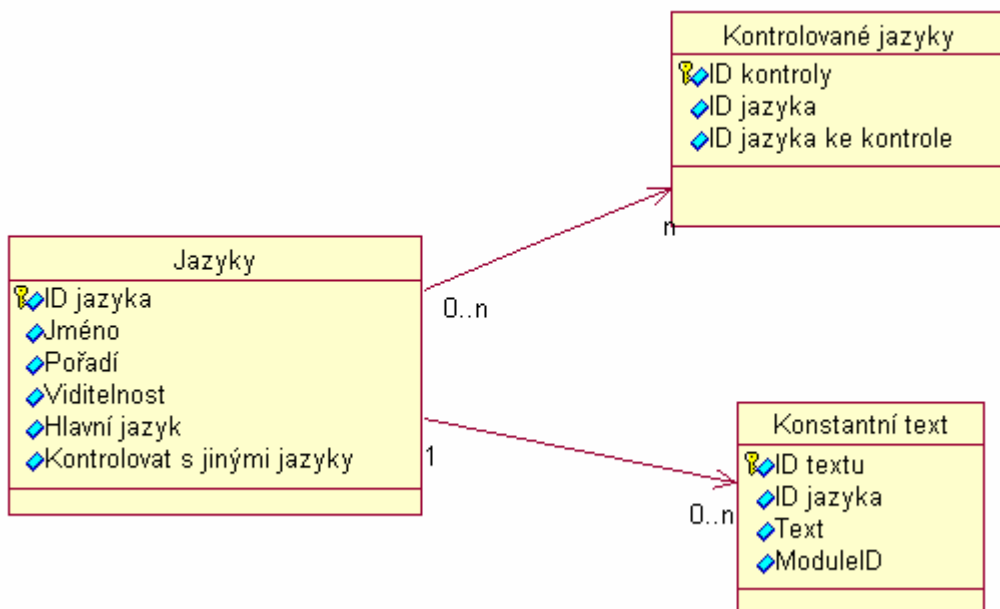 Kontrolované jazyky
ID kontroly
ID jazyka
ID jazyka ke kontrole
n
Jazyky
ID jazyka
Jméno
Pořadí
Viditelnost
Hlavní jazyk
Kontrolovat s jinými jazyky
0..n
1
Konstantní text
ID textu
ID jazyka
Text
ModuleID
0..n